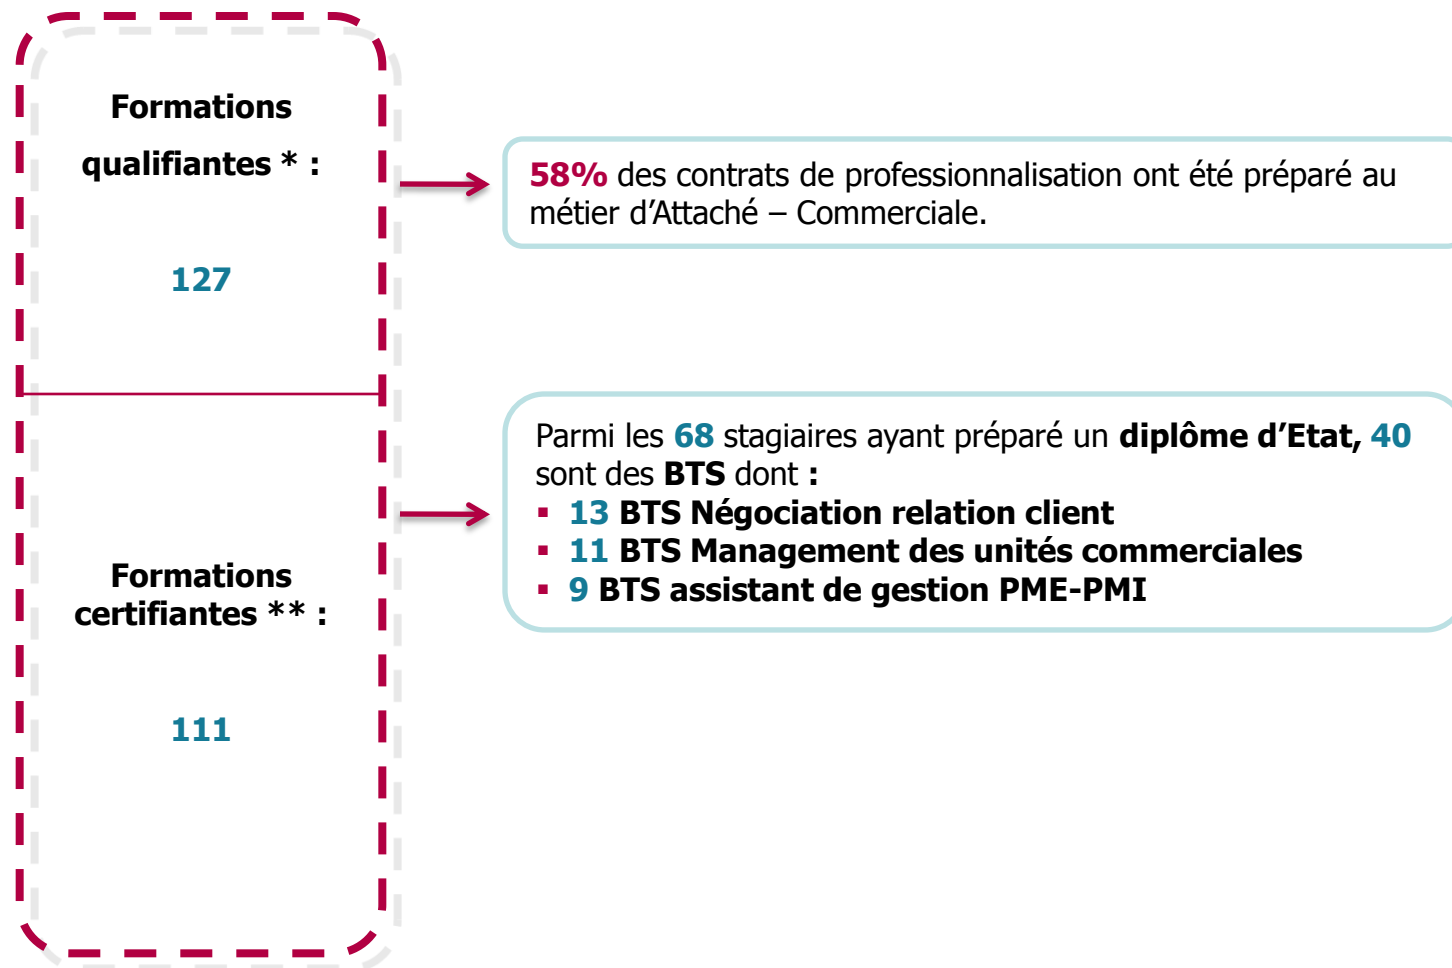 Formations
qualifiantes * :
127
58% des contrats de professionnalisation ont été préparé au
métier d’Attaché – Commerciale.
Formations
certifiantes ** :
111
Parmi les 68 stagiaires ayant préparé un diplôme d’Etat, 40
sont des BTS dont :
▪ 13 BTS Négociation relation client
▪ 11 BTS Management des unités commerciales
▪ 9 BTS assistant de gestion PME-PMI